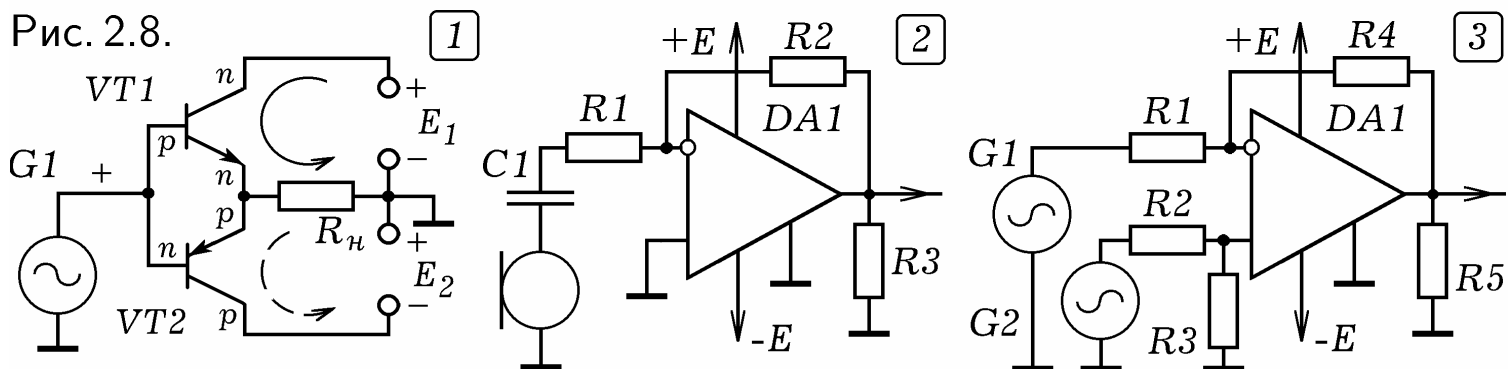 Рис. 2.8.
1
VT1
n
p
n
p
n
p
VT2
G1
+
Rн
+
E1
−
+
E2
−
2
+E
R2
DA1
R1
C1
R3
-E
3
+E
R4
DA1
R1
G1
R2
G2
R3
R5
-E